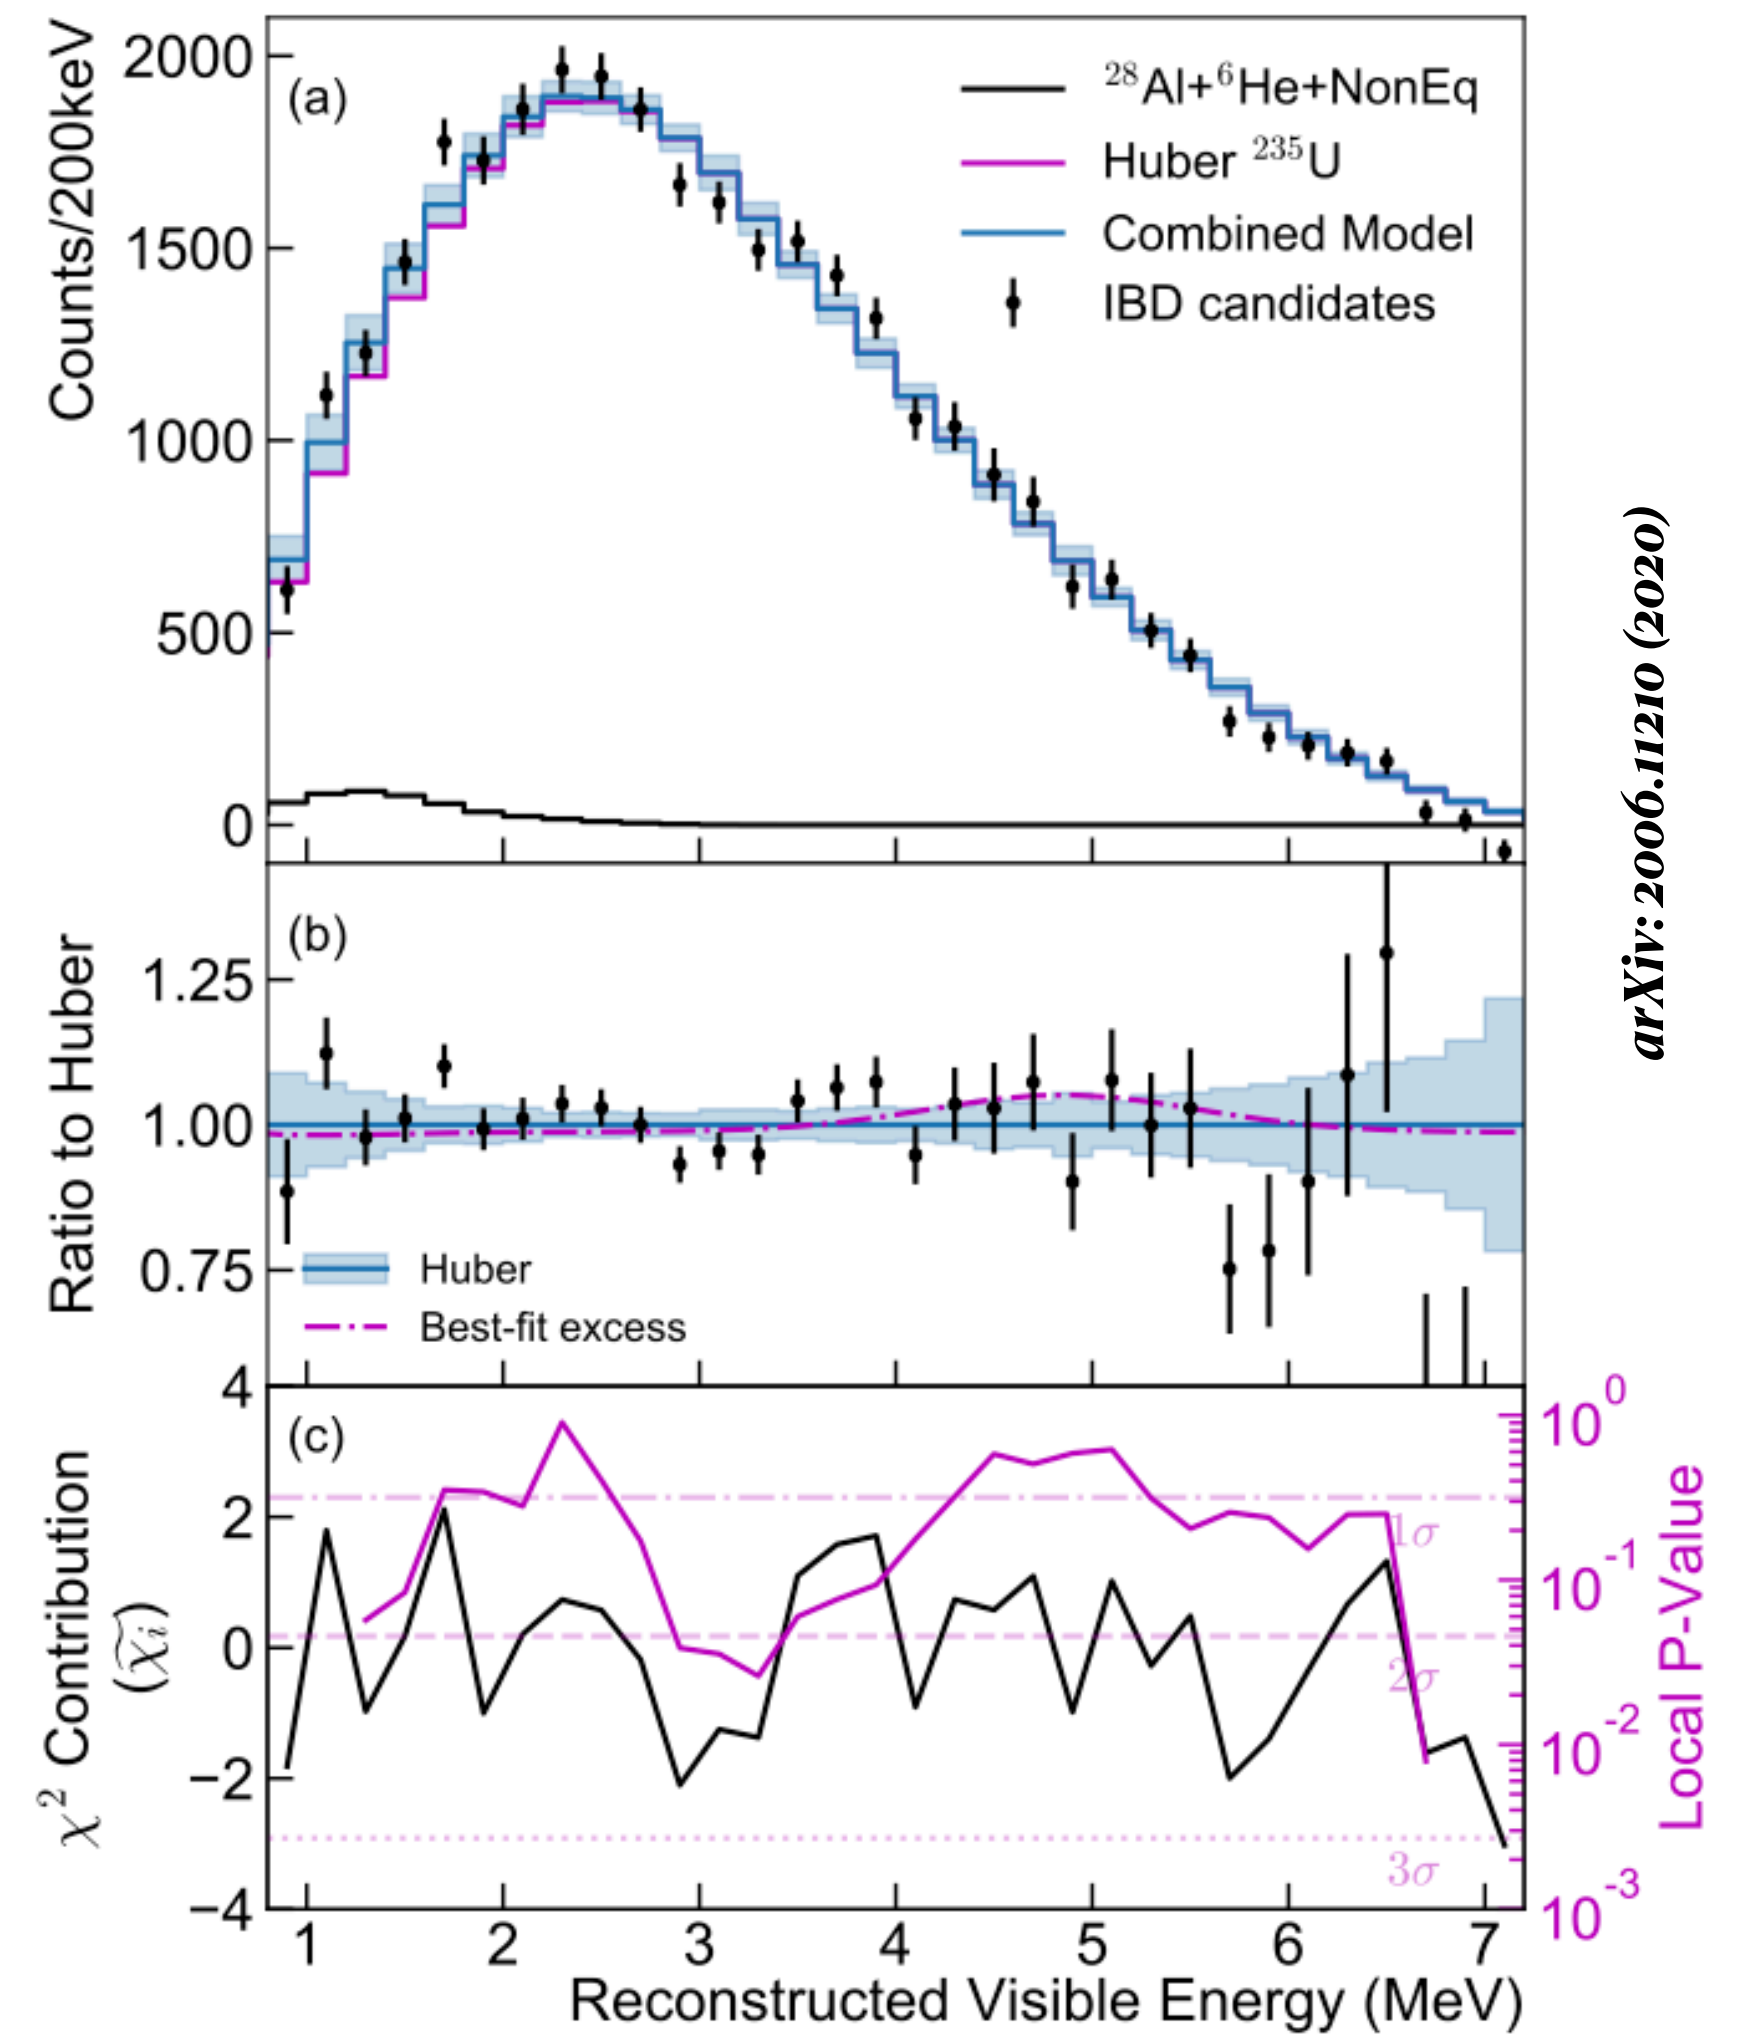 Counts/200keV
2000
1500
1000
500
0
(a)
²⁸Al+⁶He+NonEq
Huber ²³⁵U
Combined Model
IBD candidates
arXiv:2006.11210 (2020)
Ratio to Huber
1.25
1.00
0.75
(b)
Huber
Best-fit excess
χ² Contribution
(χ̃ᵢ)
4
2
0
−2
−4
(c)
1σ
2σ
3σ
10⁰
10⁻¹
10⁻²
10⁻³
Local P-Value
1 2 3 4 5 6 7
Reconstructed Visible Energy (MeV)